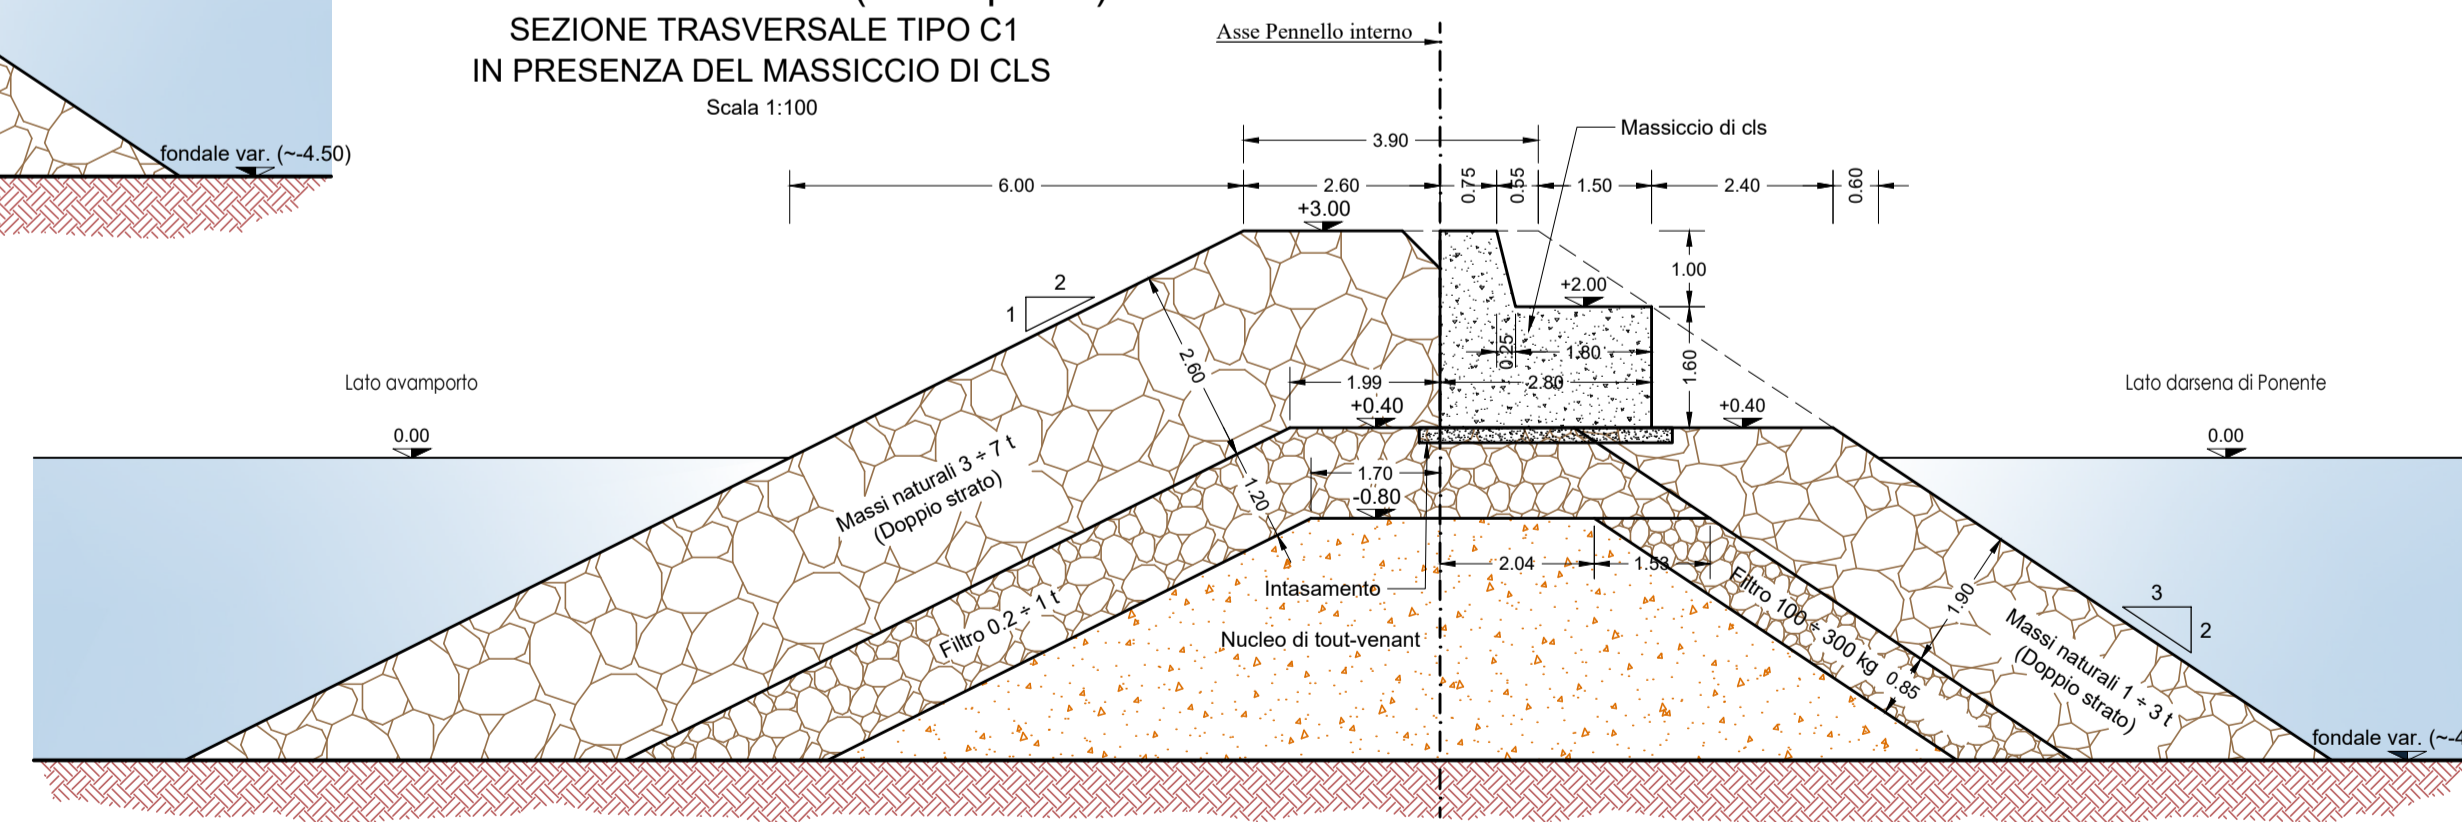 SEZIONE TRASVERSALE TIPO C1
IN PRESENZA DEL MASSICCIO DI CLS
Scala 1:100
Asse Pennello interno
Massiccio di cls
fondale var. (~-4.50)
3.90
6.00
2.60
0.75
0.55
1.50
2.40
0.60
+3.00
1.00
2
1
+2.00
2.60
0.25
1.80
1.60
Lato avamporto
1.99
2.80
Lato darsena di Ponente
+0.40
+0.40
0.00
0.00
Massi naturali 3 ÷ 7 t
(Doppio strato)
1.20
1.70
-0.80
2.04
1.53
Intasamento
Filtro 0.2 ÷ 1 t
Nucleo di tout-venant
Filtro 100 ÷ 300 kg
0.85
1.90
3
2
Massi naturali 1 ÷ 3 t
(Doppio strato)
fondale var. (~-4